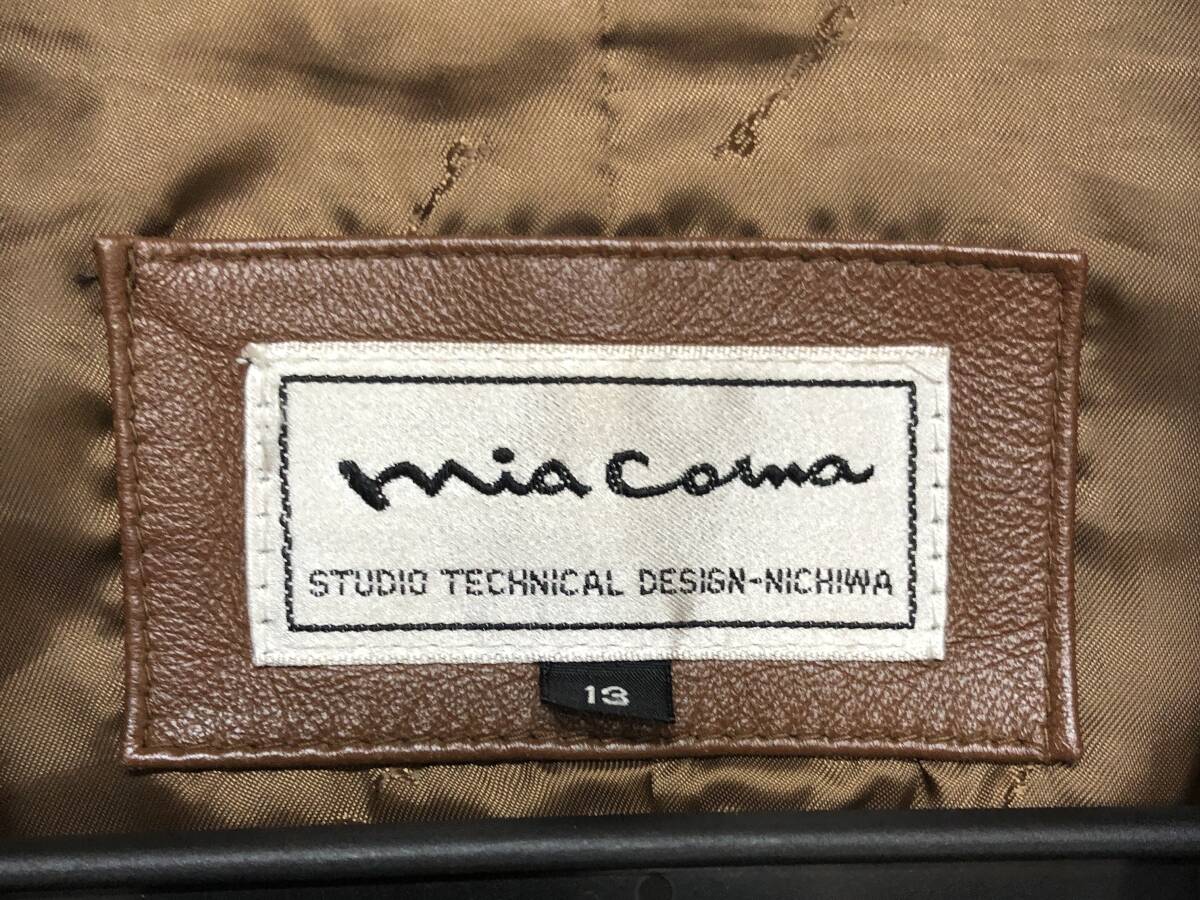 mia Coma
STUDIO TECHNICAL DESIGN-NICHIWA
13